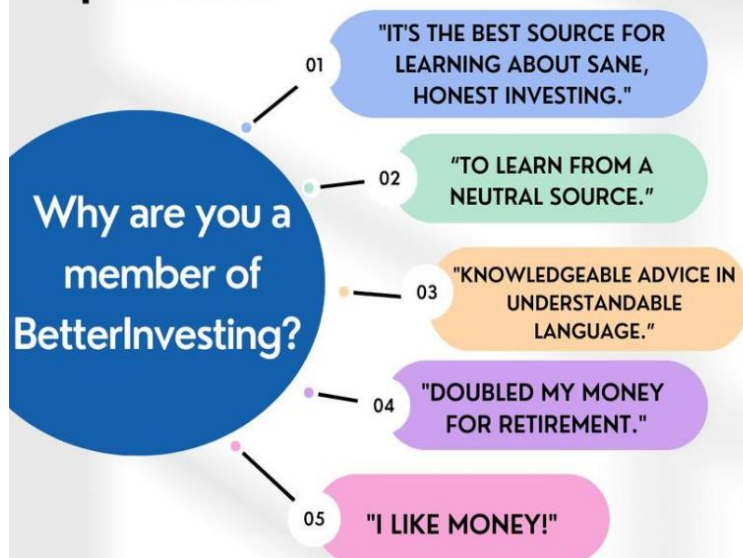 Why are you a
member of
BetterInvesting?
01
"IT'S THE BEST SOURCE FOR
LEARNING ABOUT SANE,
HONEST INVESTING."
02
“TO LEARN FROM A
NEUTRAL SOURCE.”
03
"KNOWLEDGEABLE ADVICE IN
UNDERSTANDABLE
LANGUAGE.”
04
"DOUBLED MY MONEY
FOR RETIREMENT."
05
"I LIKE MONEY!"